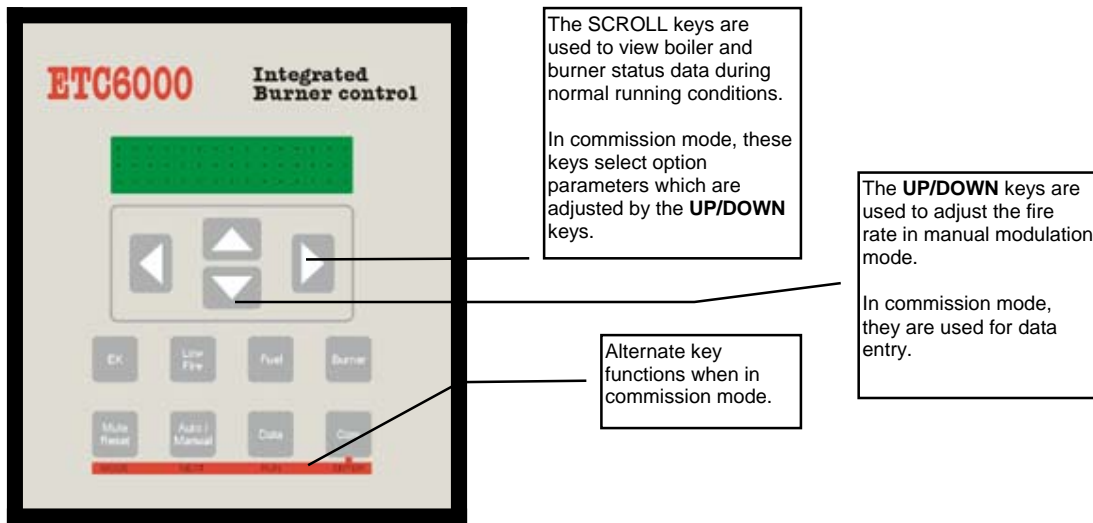 ETC6000
Integrated
Burner control
EK
Low
Fire
Fuel
Burner
Mute
Reset
Auto /
Manual
Data
Com
MODE
NEXT
RUN
ENTER
The SCROLL keys are
used to view boiler and
burner status data during
normal running conditions.
In commission mode, these
keys select option
parameters which are
adjusted by the UP/DOWN
keys.
The UP/DOWN keys are
used to adjust the fire
rate in manual modulation
mode.
In commission mode,
they are used for data
entry.
Alternate key
functions when in
commission mode.